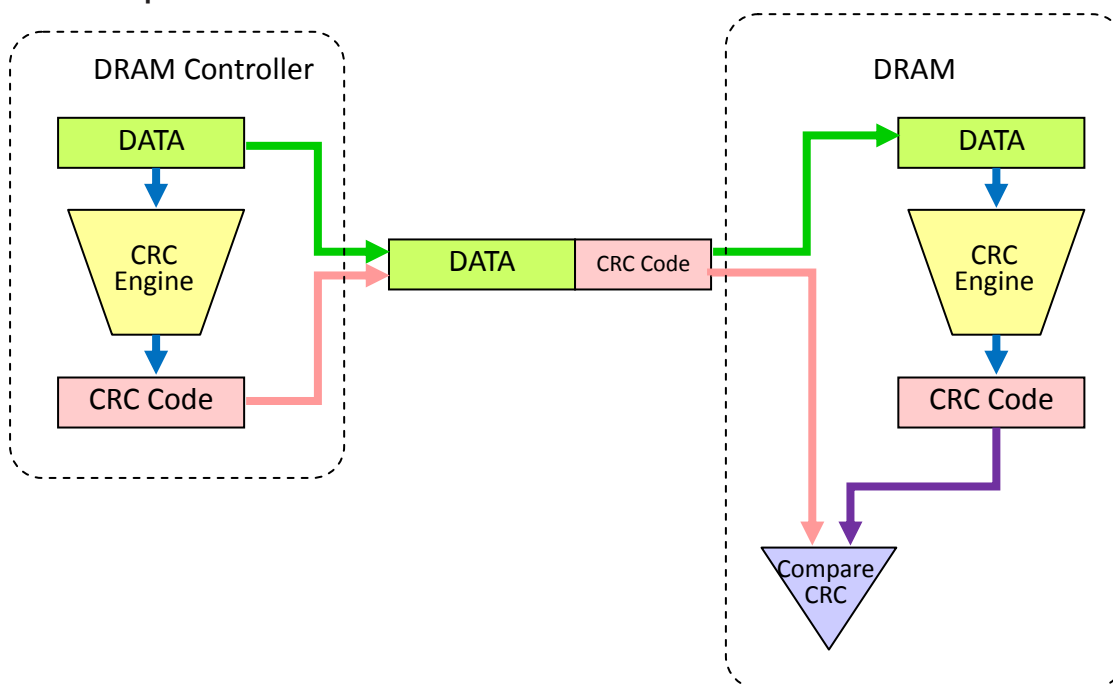 DRAM Controller
DATA
CRC
Engine
CRC Code
DATA
CRC Code
DRAM
DATA
CRC
Engine
CRC Code
Compare
CRC